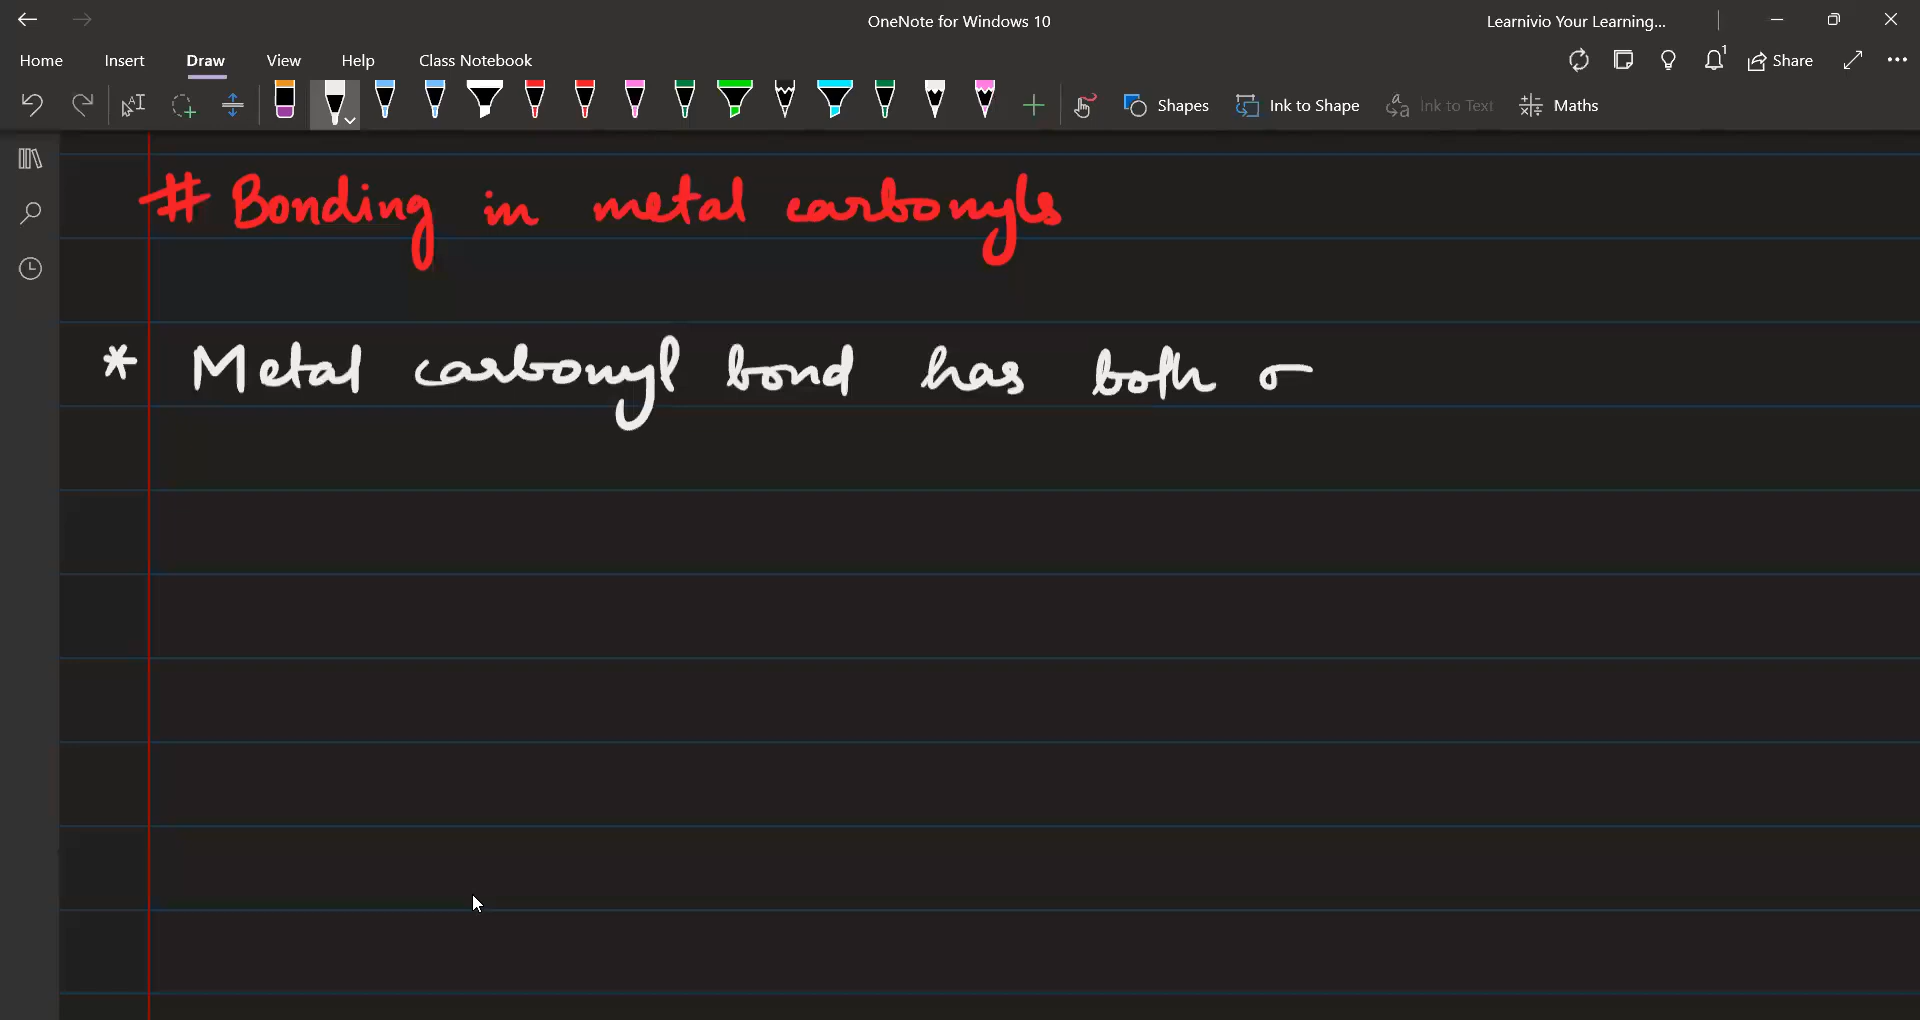 OneNote for Windows 10
Learnivio Your Learning...
Home Insert Draw View Help Class Notebook
1 Share
Shapes Ink to Shape Ink to Text Maths
# Bonding in metal carbonyls
* Metal carbonyl bond has both σ